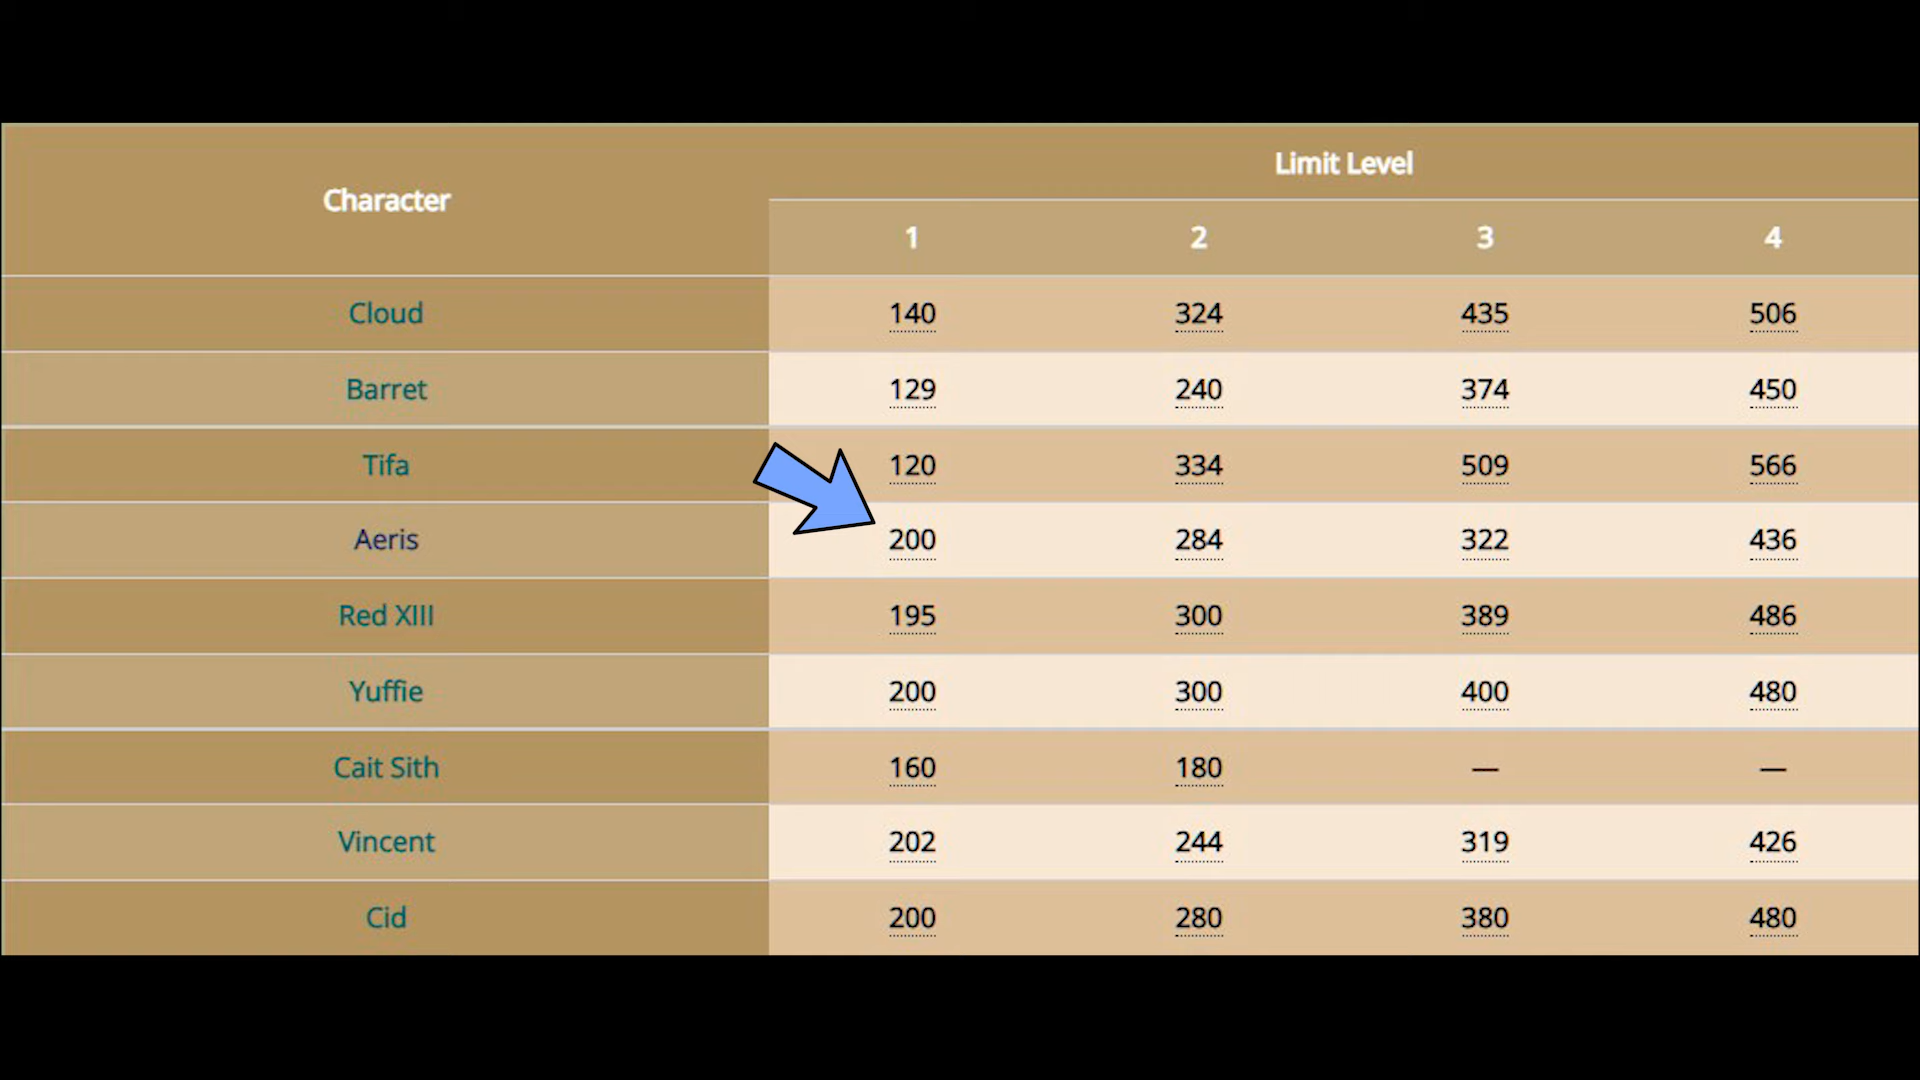 Character Limit Level
1 2 3 4
Cloud 140 324 435 506
Barret 129 240 374 450
Tifa 120 334 509 566
Aeris 200 284 322 436
Red XIII 195 300 389 486
Yuffie 200 300 400 480
Cait Sith 160 180 — —
Vincent 202 244 319 426
Cid 200 280 380 480